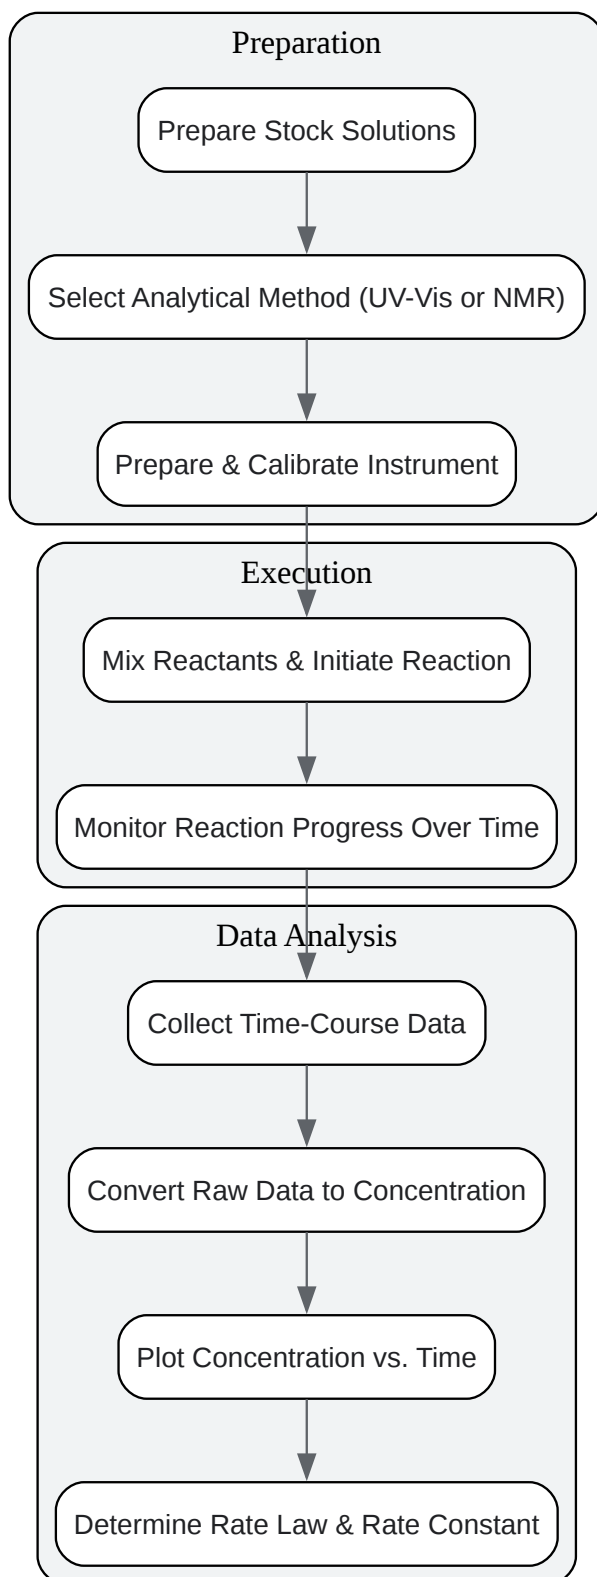 Preparation
Prepare Stock Solutions
Select Analytical Method (UV-Vis or NMR)
Prepare & Calibrate Instrument
Execution
Mix Reactants & Initiate Reaction
Monitor Reaction Progress Over Time
Data Analysis
Collect Time-Course Data
Convert Raw Data to Concentration
Plot Concentration vs. Time
Determine Rate Law & Rate Constant